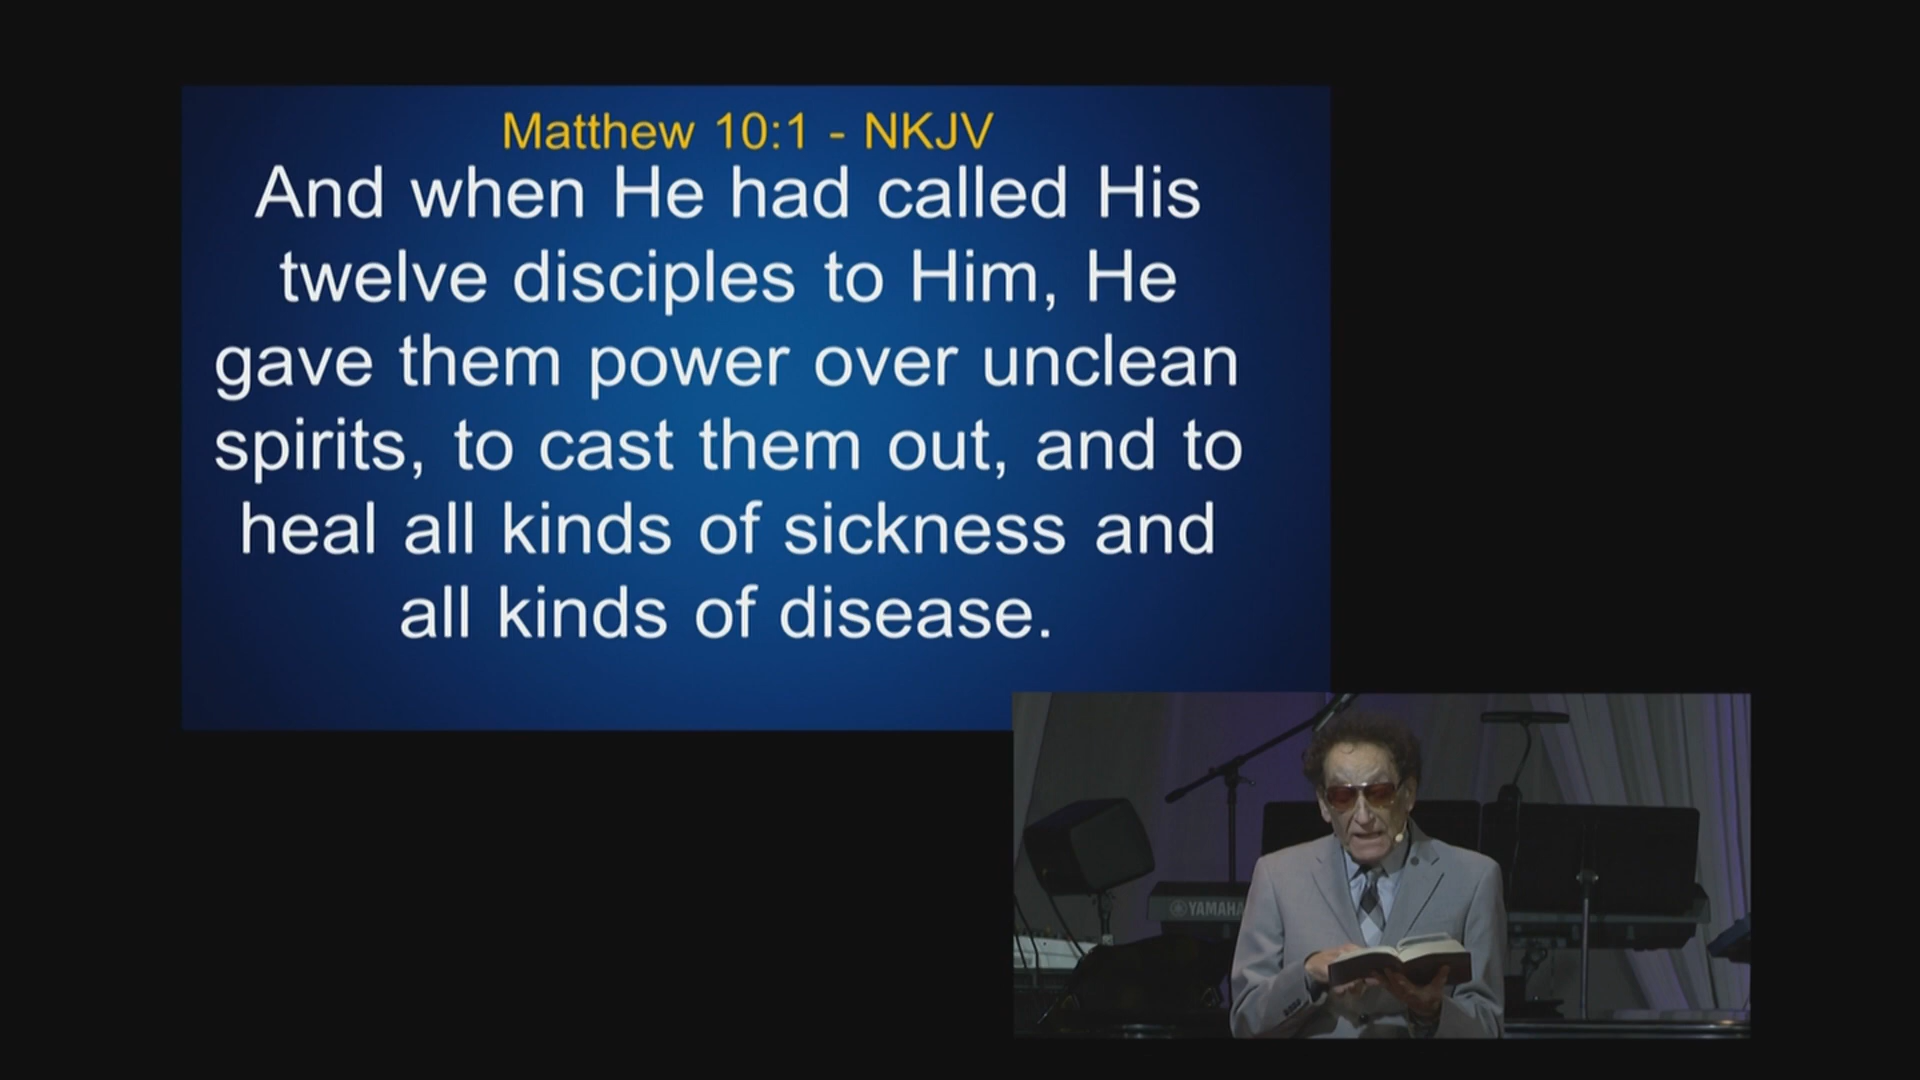 Matthew 10:1 - NKJV
And when He had called His
twelve disciples to Him, He
gave them power over unclean
spirits, to cast them out, and to
heal all kinds of sickness and
all kinds of disease.
YAMAHA